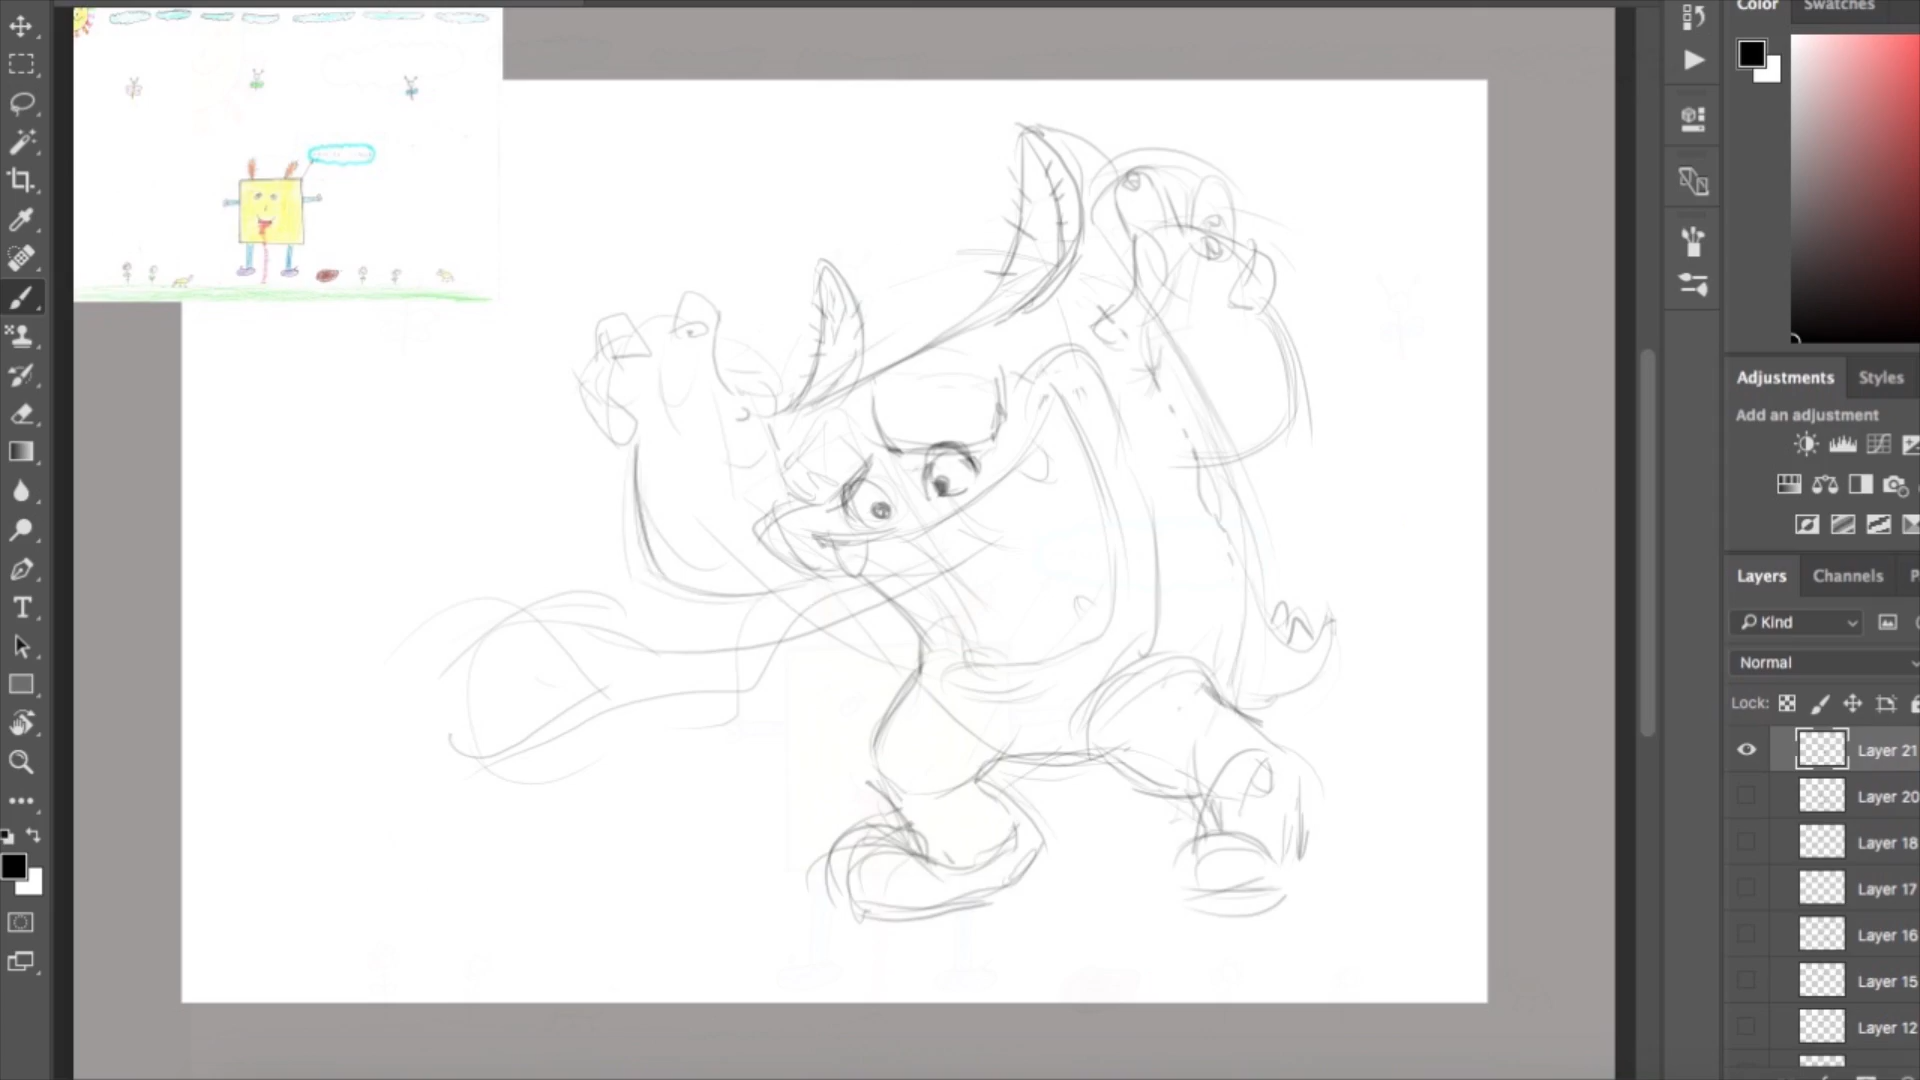 Color Swatches
Adjustments Styles
Add an adjustment
Layers Channels P
Kind
Normal
Lock:
Layer 21
Layer 20
Layer 18
Layer 17
Layer 16
Layer 15
Layer 12